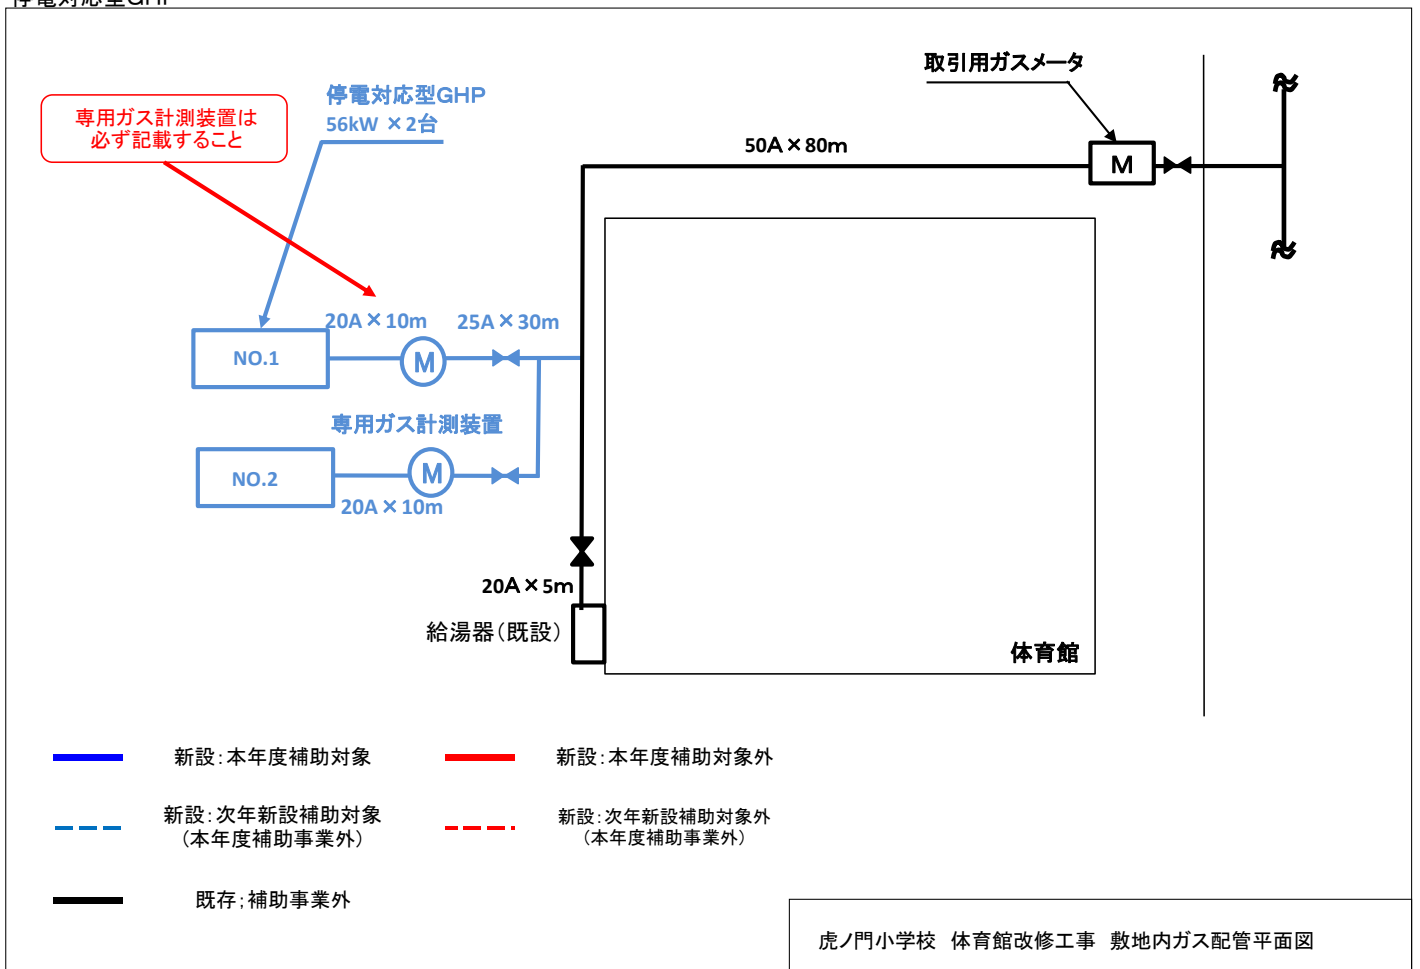 停電対応型GHP
取引用ガスメータ
停電対応型GHP
56kW ×2台
専用ガス計測装置は
必ず記載すること
50A×80m
M
20A×10m
25A×30m
NO.1
M
専用ガス計測装置
NO.2
M
20A×10m
20A×5m
給湯器(既設)
体育館
新設:本年度補助対象
新設:本年度補助対象外
新設:次年新設補助対象
(本年度補助事業外)
新設:次年新設補助対象外
(本年度補助事業外)
既存;補助事業外
虎ノ門小学校 体育館改修工事 敷地内ガス配管平面図